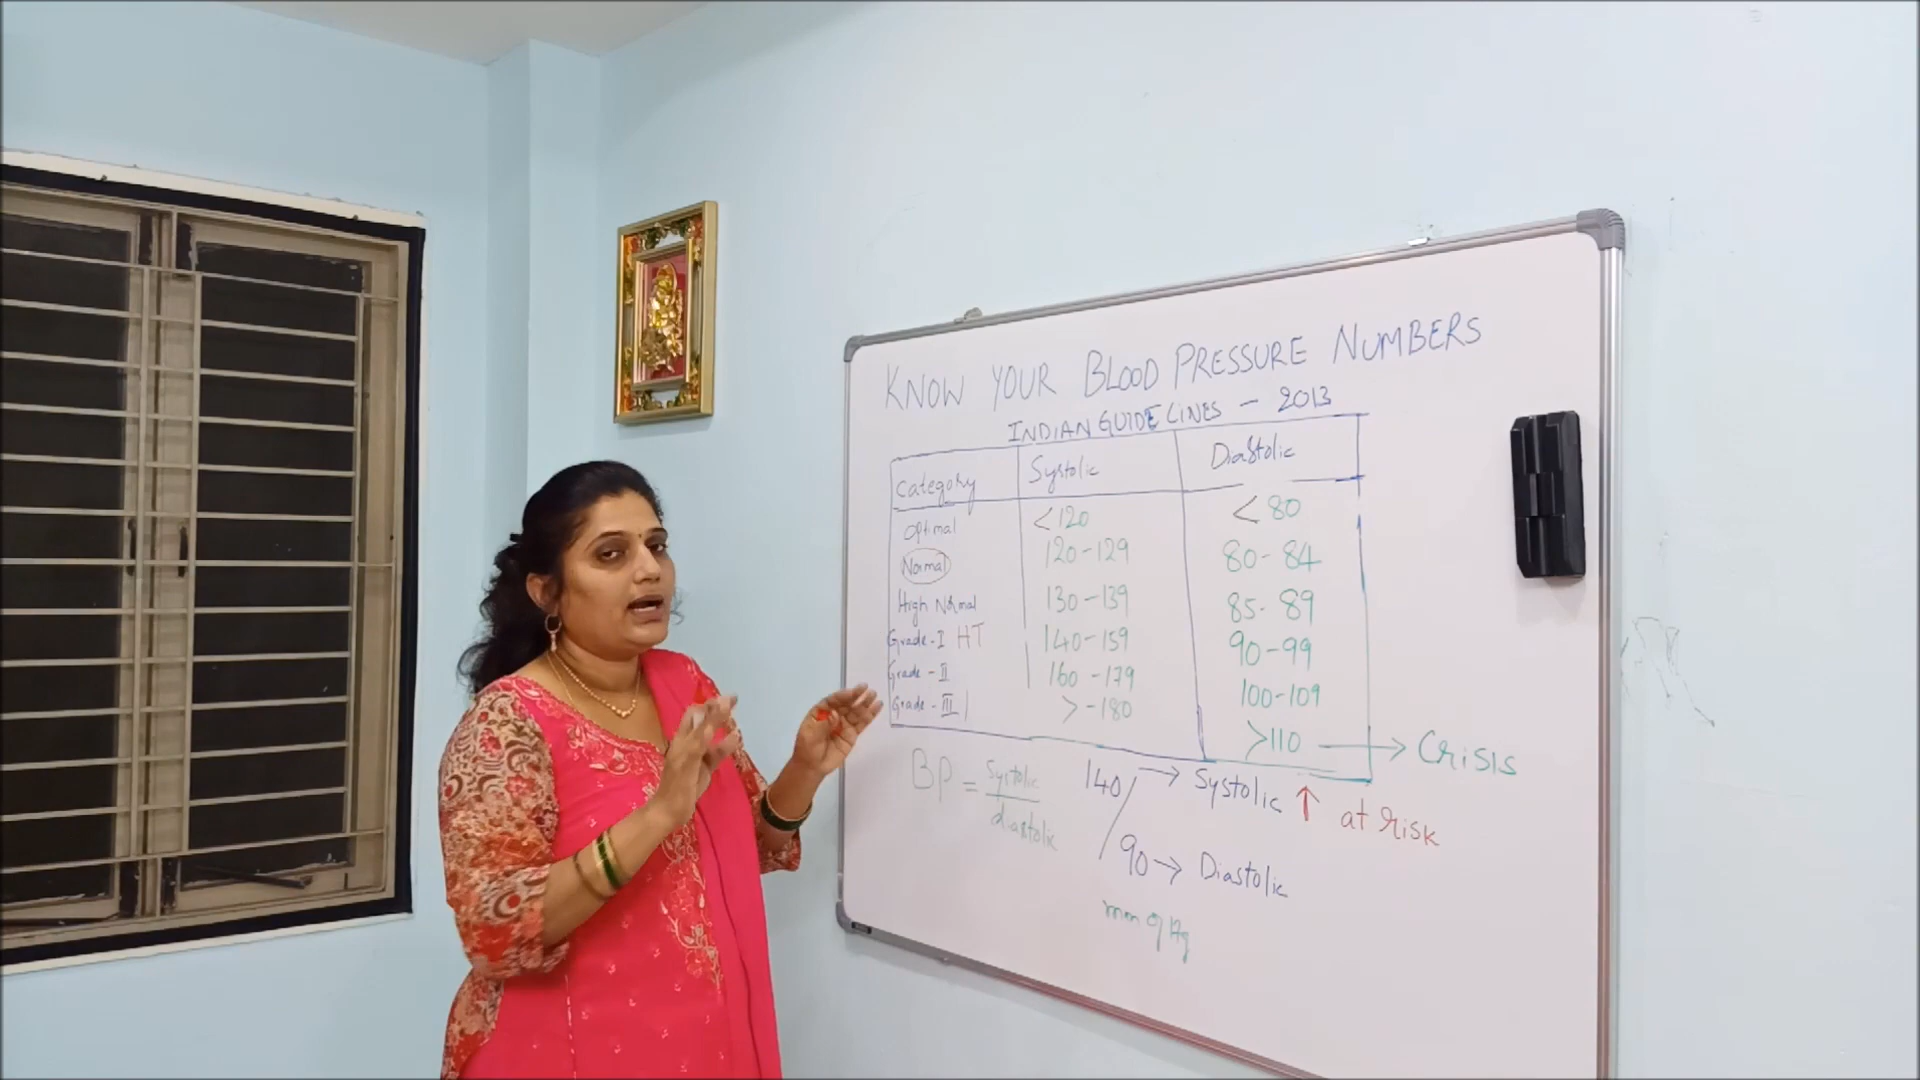 KNOW YOUR BLOOD PRESSURE NUMBERS
INDIAN GUIDELINES - 2013
Category Systolic Diastolic
Optimal <120 <80
Normal 120-129 80-84
High Normal 130-139 85-89
Grade-I HT 140-159 90-99
Grade-II 160-179 100-109
Grade-III >-180 >110 → Crisis
BP = Systolic / diastolic
140 / → Systolic ↑ at risk
90 → Diastolic
mm of Hg